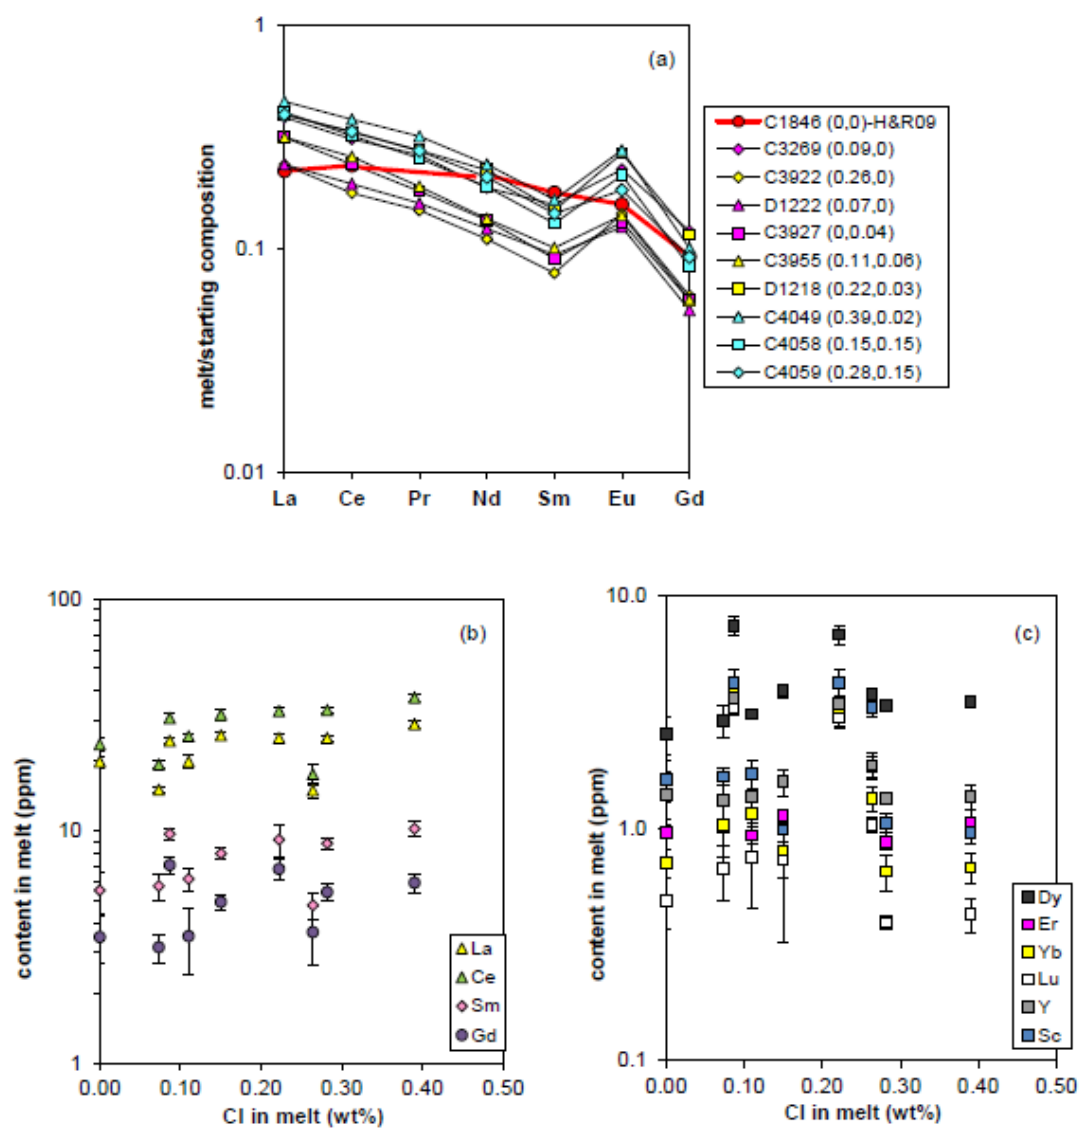 1
(a)
C1846 (0,0)-H&R09
C3269 (0.09,0)
C3922 (0.26,0)
D1222 (0.07,0)
C3927 (0,0.04)
C3955 (0.11,0.06)
D1218 (0.22,0.03)
C4049 (0.39,0.02)
C4058 (0.15,0.15)
C4059 (0.28,0.15)
melt/starting composition
0.1
0.01
La Ce Pr Nd Sm Eu Gd
100
(b)
content in melt (ppm)
10
La
Ce
Sm
Gd
1
0.00 0.10 0.20 0.30 0.40 0.50
Cl in melt (wt%)
10.0
(c)
content in melt (ppm)
1.0
Dy
Er
Yb
Lu
Y
Sc
0.1
0.00 0.10 0.20 0.30 0.40 0.50
Cl in melt (wt%)